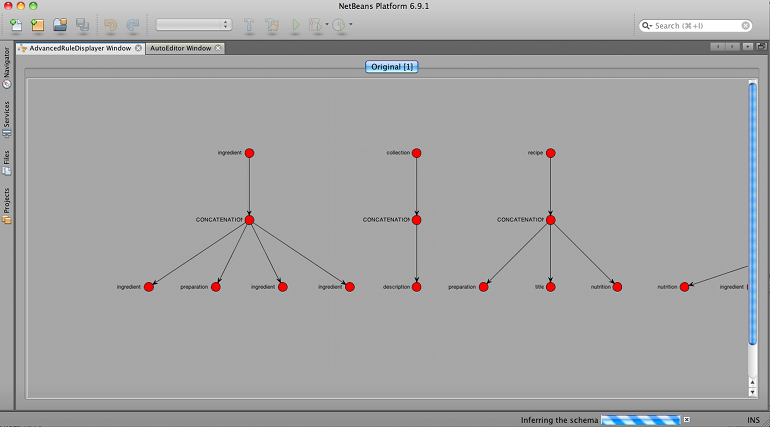 NetBeans Platform 6.9.1
Search (⌘+I)
AdvancedRuleDisplayer Window
AutoEditor Window
Navigator
Services
Files
Projects
Original {1}
ingredient
collection
recipe
CONCATENATION
CONCATENATION
CONCATENATION
ingredient
preparation
ingredient
ingredient
description
preparation
title
nutrition
nutrition
ingredient
Inferring the schema
INS